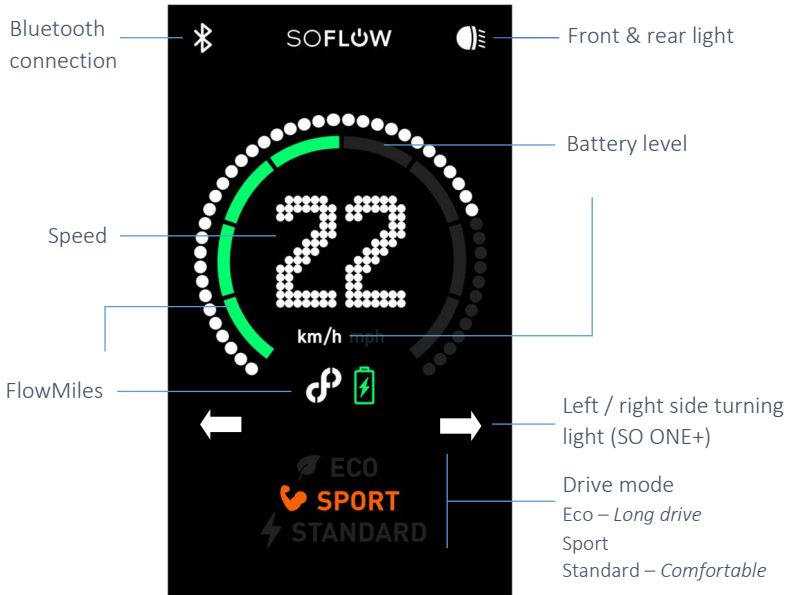 Bluetooth
connection
SOFLOW
Front & rear light
Battery level
22
Speed
km/h mph
FlowMiles
Left / right side turning
light (SO ONE+)
ECO
SPORT
STANDARD
Drive mode
Eco – Long drive
Sport
Standard – Comfortable